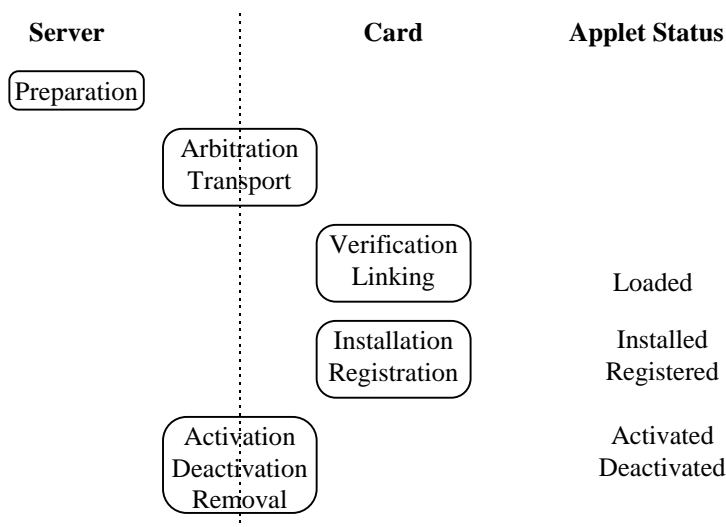 Server Card Applet Status
Preparation
Arbitration
Transport
Verification
Linking Loaded
Installation Installed
Registration Registered
Activation Activated
Deactivation Deactivated
Removal